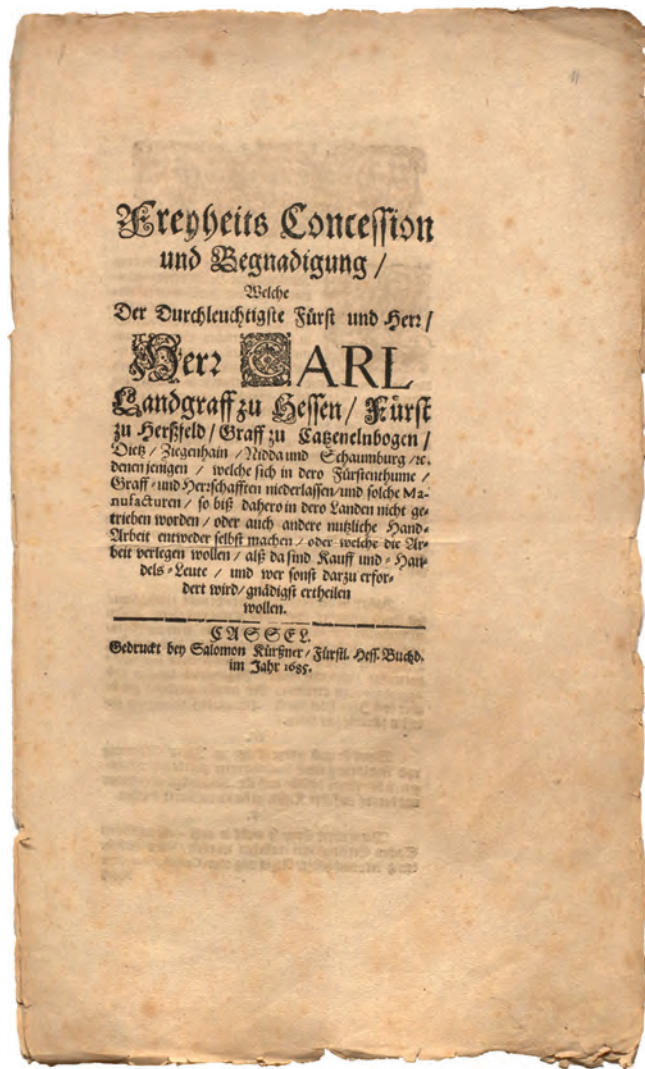 Freyheits Concession
und Begnadigung /
Welche
Der Durchleuchtigste Fürst und Herr /
Herr CARL
Landgraff zu Hessen / Fürst
zu Herßfeld / Graff zu Catzenelnbogen /
Dietz / Ziegenhain / Nidda und Schaumburg / ꝛc.
denen jenigen / welche sich in dero Fürstenthume /
Graff- und Herrschafften niederlassen / und solche Ma-
nufacturen / so biß dahero in dero Landen nicht ge-
trieben worden / oder auch andere nutzliche Hand-
Arbeit entweder selbst machen / oder welche die Ar-
beit verlegen wollen / alß da sind Kauff und- Han-
dels-Leute / und wer sonst darzu erfor-
dert wird / gnädigst ertheilen
wollen.
CASSEL.
Gedruckt bey Salomon Kürßner / Fürstl. Hess. Buchd.
im Jahr 1685.